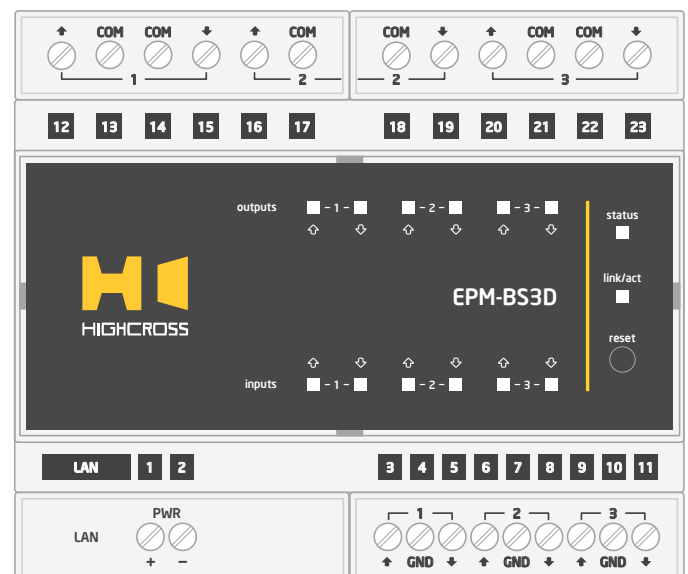 COM COM COM COM COM COM
1 2 2 3
12 13 14 15 16 17 18 19 20 21 22 23
outputs - 1 - - 2 - - 3 -
status
link/act
EPM-BS3D
HIGHCROSS
reset
inputs - 1 - - 2 - - 3 -
LAN 1 2 3 4 5 6 7 8 9 10 11
PWR 1 2 3
LAN
+ − GND GND GND